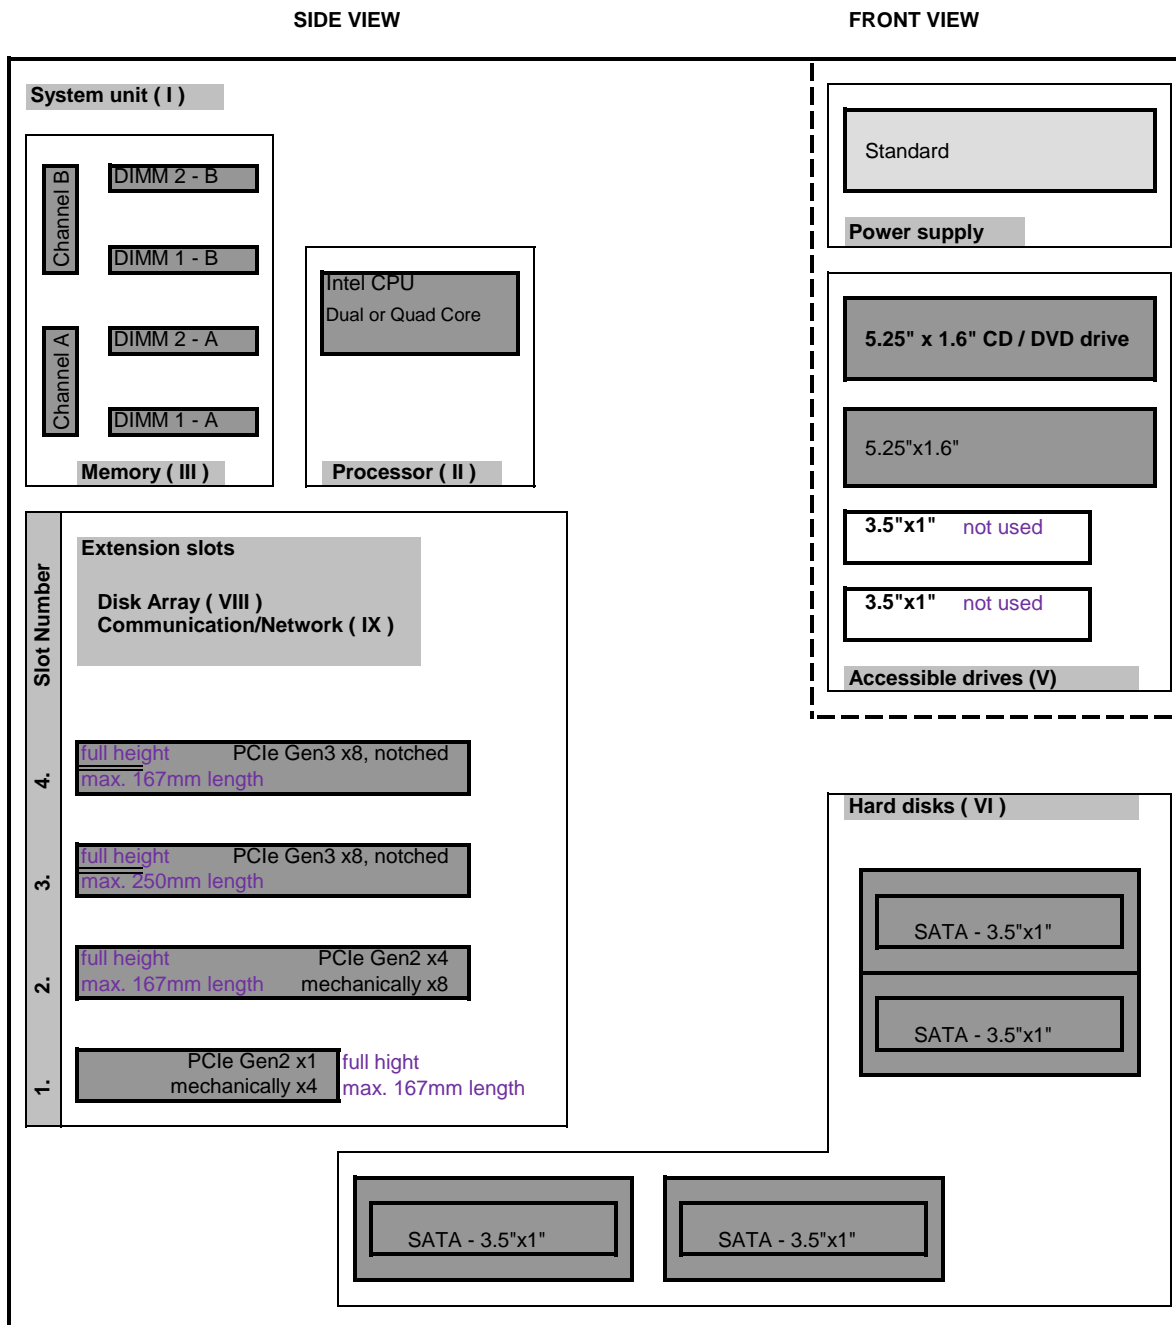 SIDE VIEW
FRONT VIEW
System unit ( I )
Channel B
DIMM 2 - B
DIMM 1 - B
Channel A
DIMM 2 - A
DIMM 1 - A
Memory ( III )
Intel CPU
Dual or Quad Core
Processor ( II )
Standard
Power supply
5.25" x 1.6" CD / DVD drive
5.25"x1.6"
3.5"x1" not used
3.5"x1" not used
Accessible drives (V)
Slot Number
Extension slots
Disk Array ( VIII )
Communication/Network ( IX )
4.
full height PCIe Gen3 x8, notched
max. 167mm length
3.
full height PCIe Gen3 x8, notched
max. 250mm length
2.
full height PCIe Gen2 x4
max. 167mm length mechanically x8
1.
PCIe Gen2 x1 full hight
mechanically x4 max. 167mm length
Hard disks ( VI )
SATA - 3.5"x1"
SATA - 3.5"x1"
SATA - 3.5"x1"
SATA - 3.5"x1"